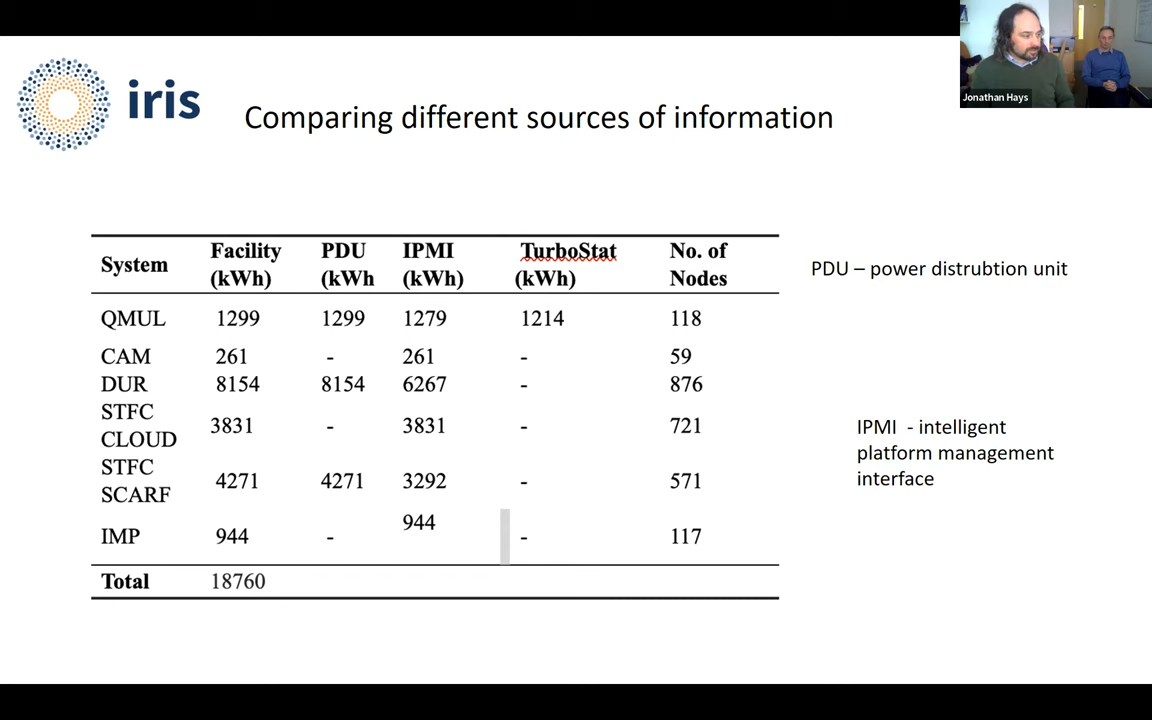 iris
Comparing different sources of information
Jonathan Hays
System Facility (kWh) PDU (kWh IPMI (kWh) TurboStat (kWh) No. of Nodes
QMUL 1299 1299 1279 1214 118
CAM 261 - 261 - 59
DUR 8154 8154 6267 - 876
STFC CLOUD 3831 - 3831 - 721
STFC SCARF 4271 4271 3292 - 571
IMP 944 - 944 - 117
Total 18760
PDU – power distrubtion unit
IPMI - intelligent
platform management
interface